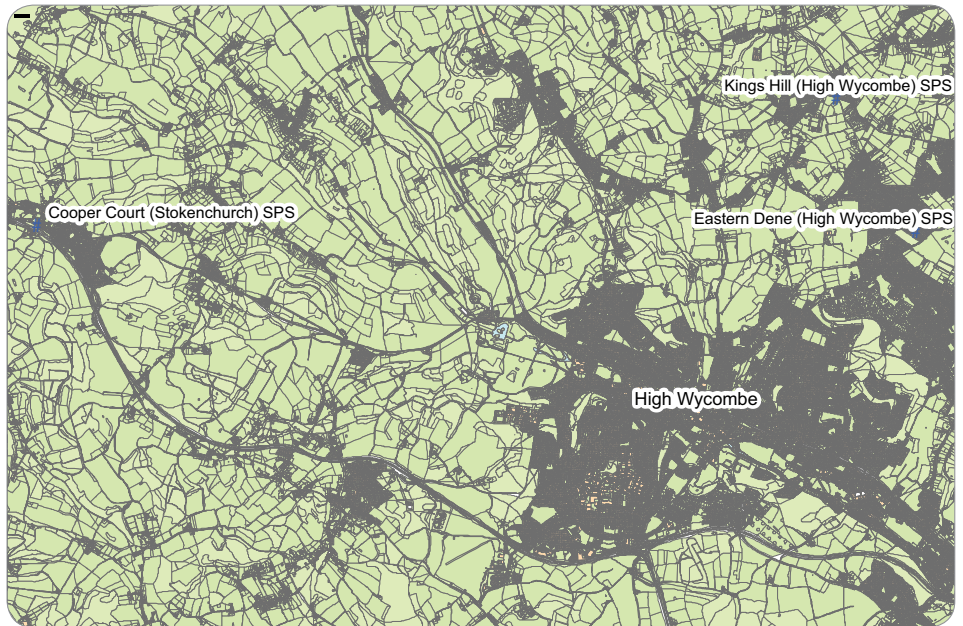 Kings Hill (High Wycombe) SPS
Cooper Court (Stokenchurch) SPS
Eastern Dene (High Wycombe) SPS
High Wycombe